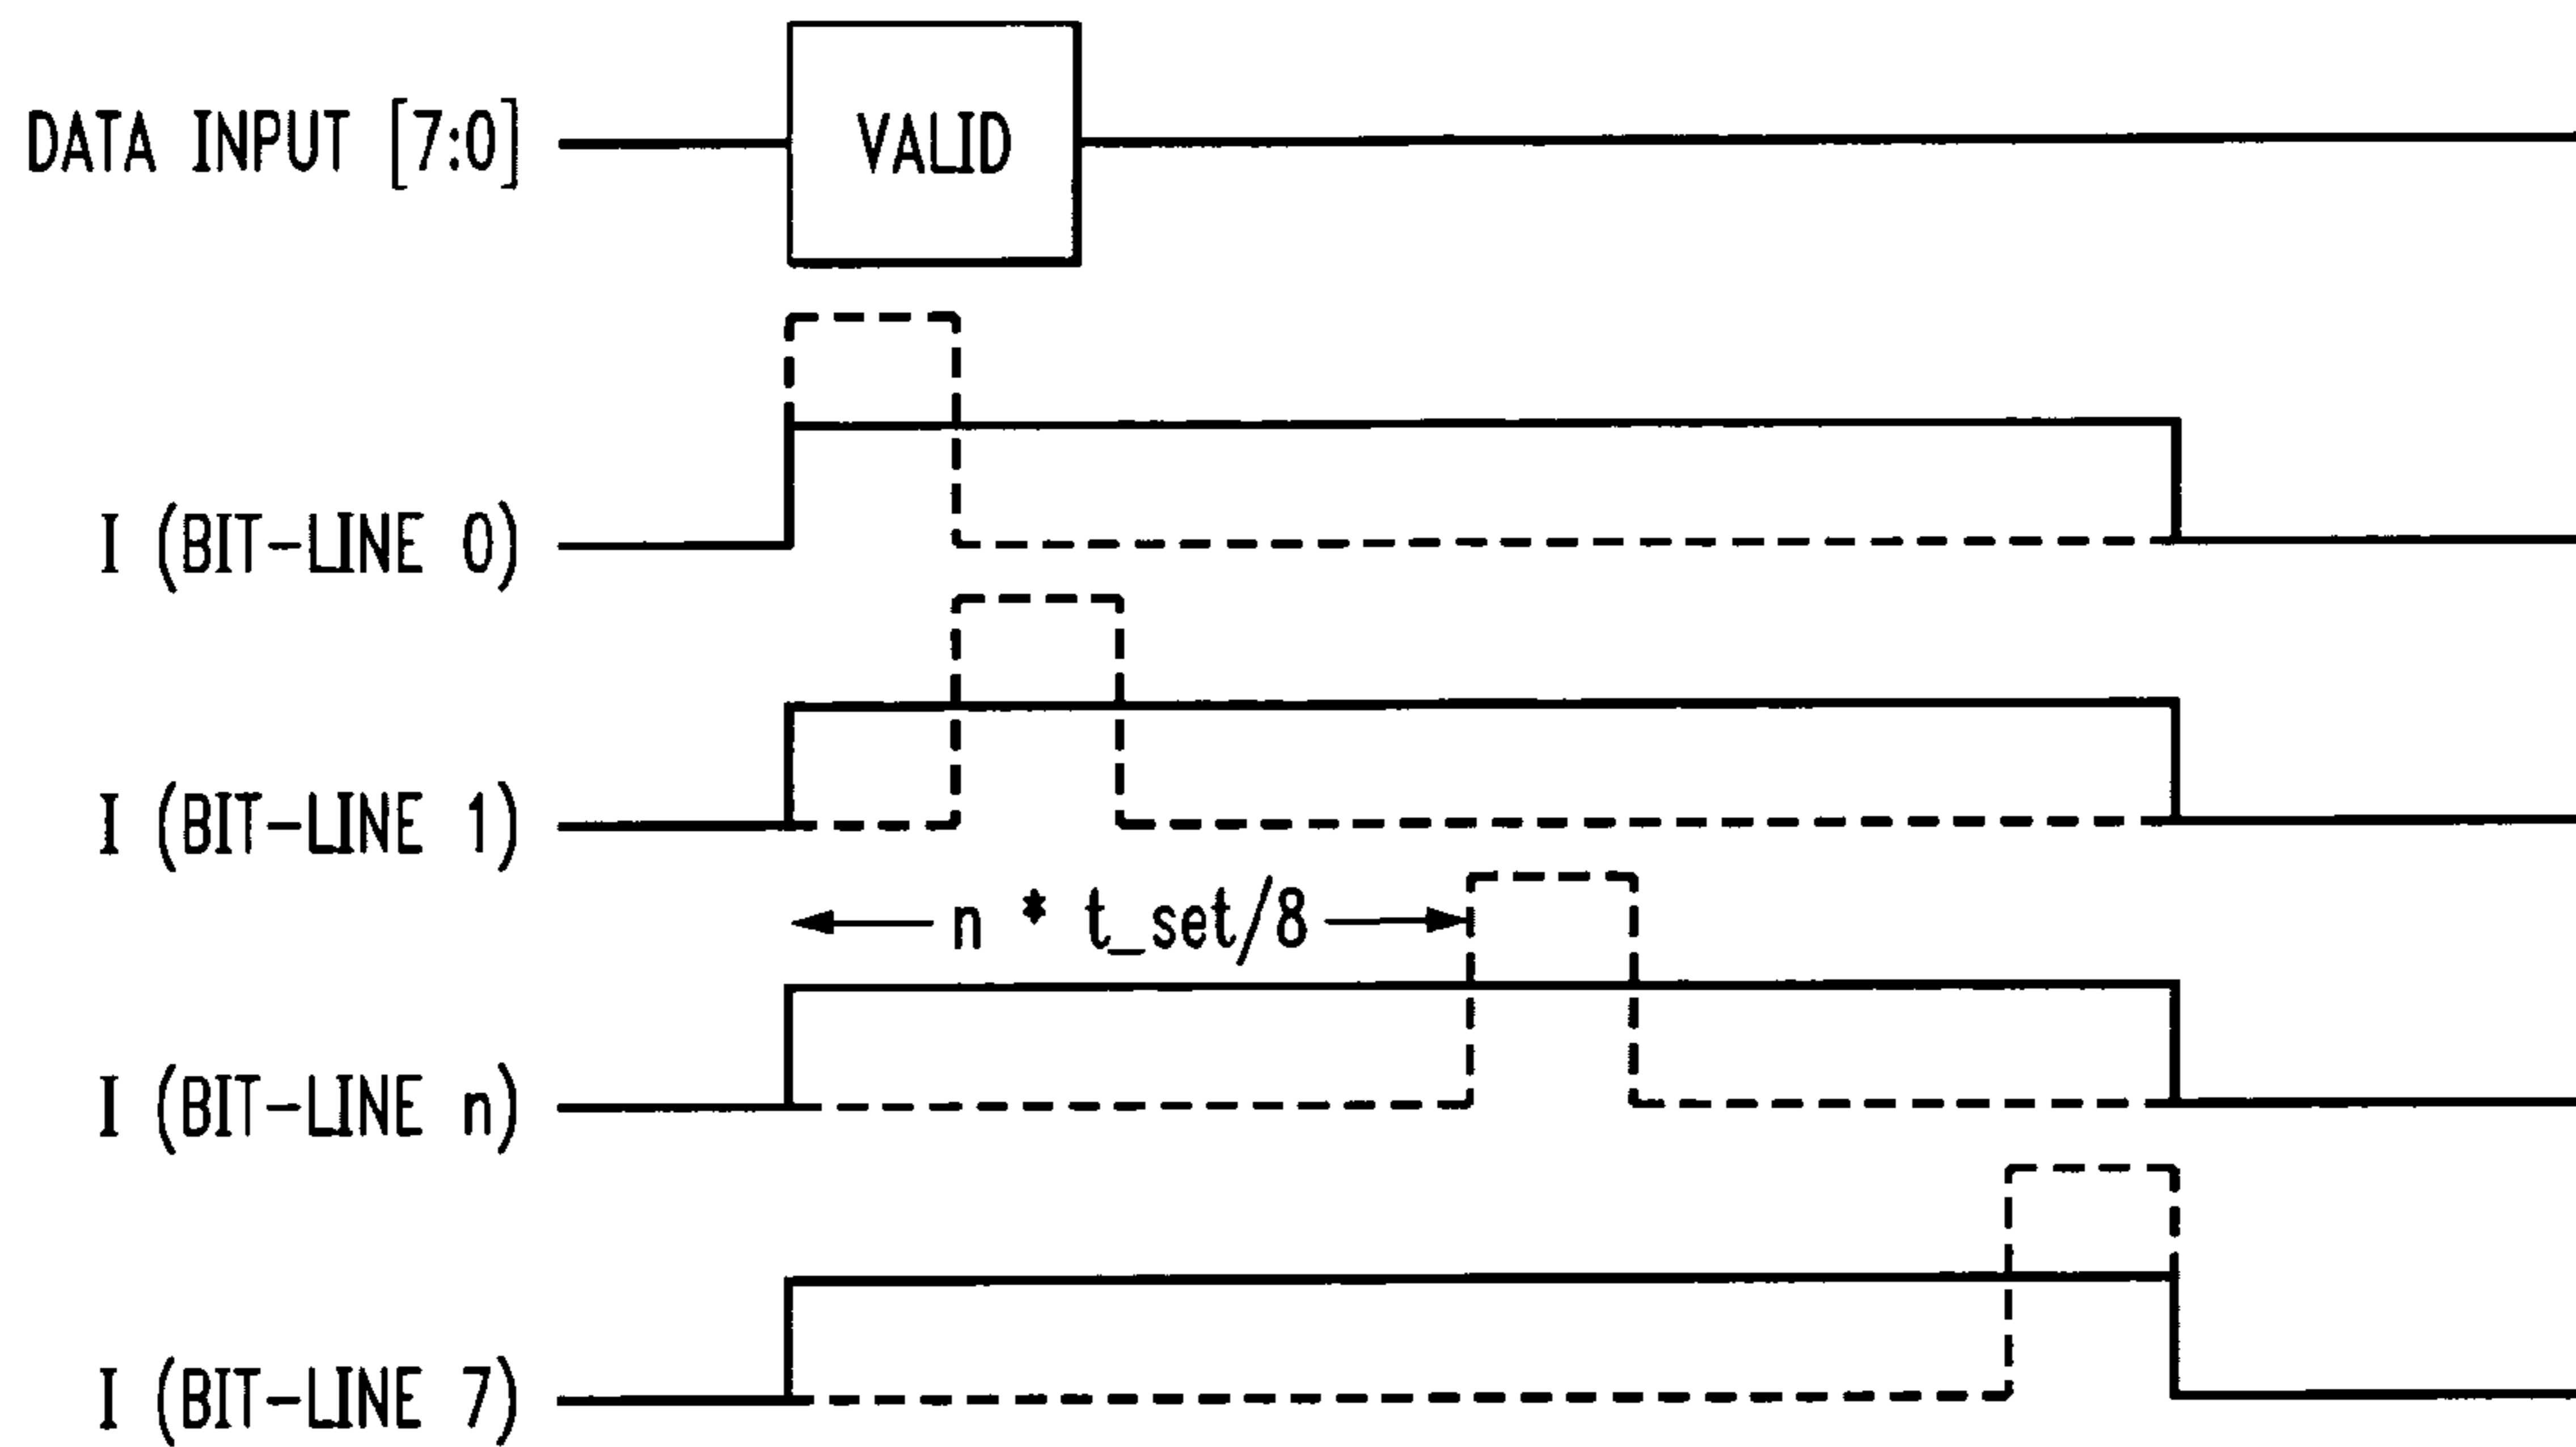 DATA INPUT [7:0]
VALID
I (BIT-LINE 0)
I (BIT-LINE 1)
n * t_set/8
I (BIT-LINE n)
I (BIT-LINE 7)